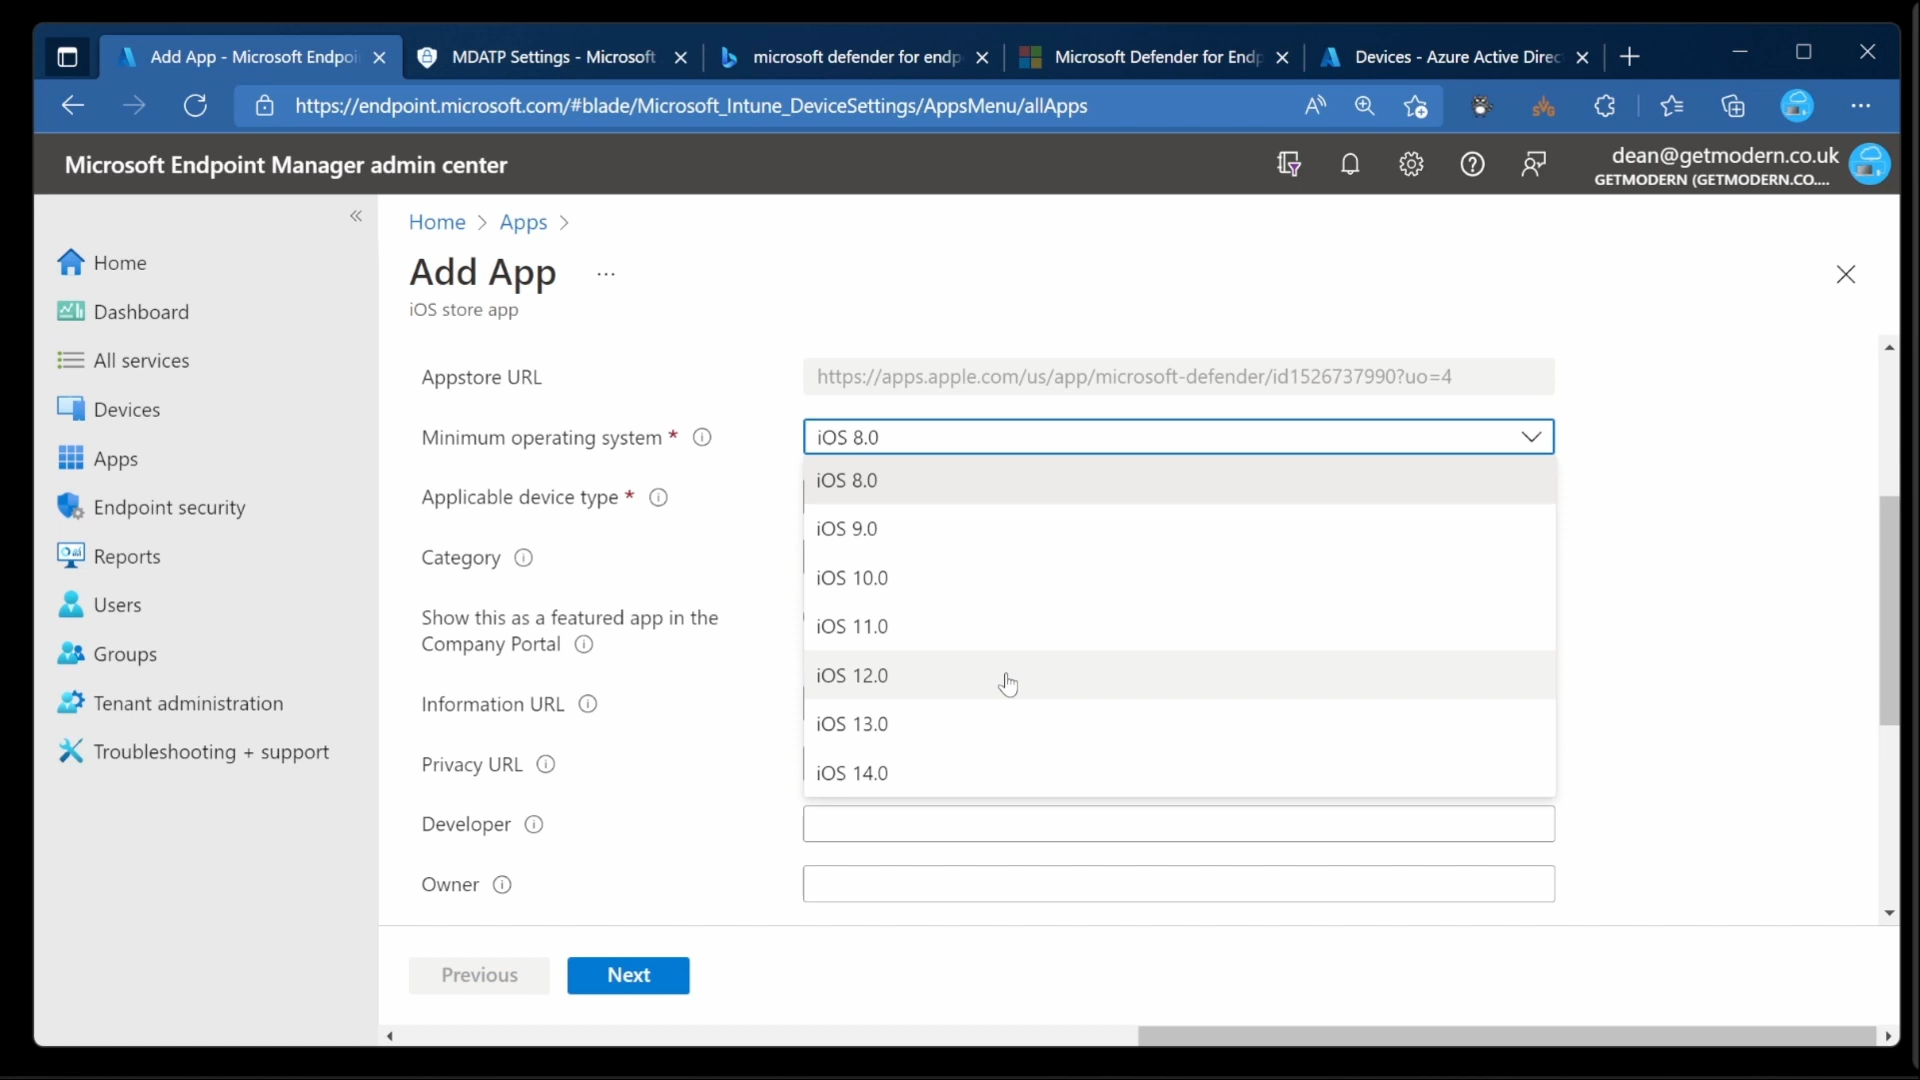 Add App - Microsoft Endpoi
MDATP Settings - Microsoft
microsoft defender for endp
Microsoft Defender for Endp
Devices - Azure Active Direc
https://endpoint.microsoft.com/#blade/Microsoft_Intune_DeviceSettings/AppsMenu/allApps
Microsoft Endpoint Manager admin center
dean@getmodern.co.uk
GETMODERN (GETMODERN.CO....
Home > Apps >
Add App ...
iOS store app
Home
Dashboard
All services
Devices
Apps
Endpoint security
Reports
Users
Groups
Tenant administration
Troubleshooting + support
Appstore URL
https://apps.apple.com/us/app/microsoft-defender/id1526737990?uo=4
Minimum operating system *
iOS 8.0
iOS 8.0
iOS 9.0
iOS 10.0
iOS 11.0
iOS 12.0
iOS 13.0
iOS 14.0
Applicable device type *
Category
Show this as a featured app in the
Company Portal
Information URL
Privacy URL
Developer
Owner
Previous
Next